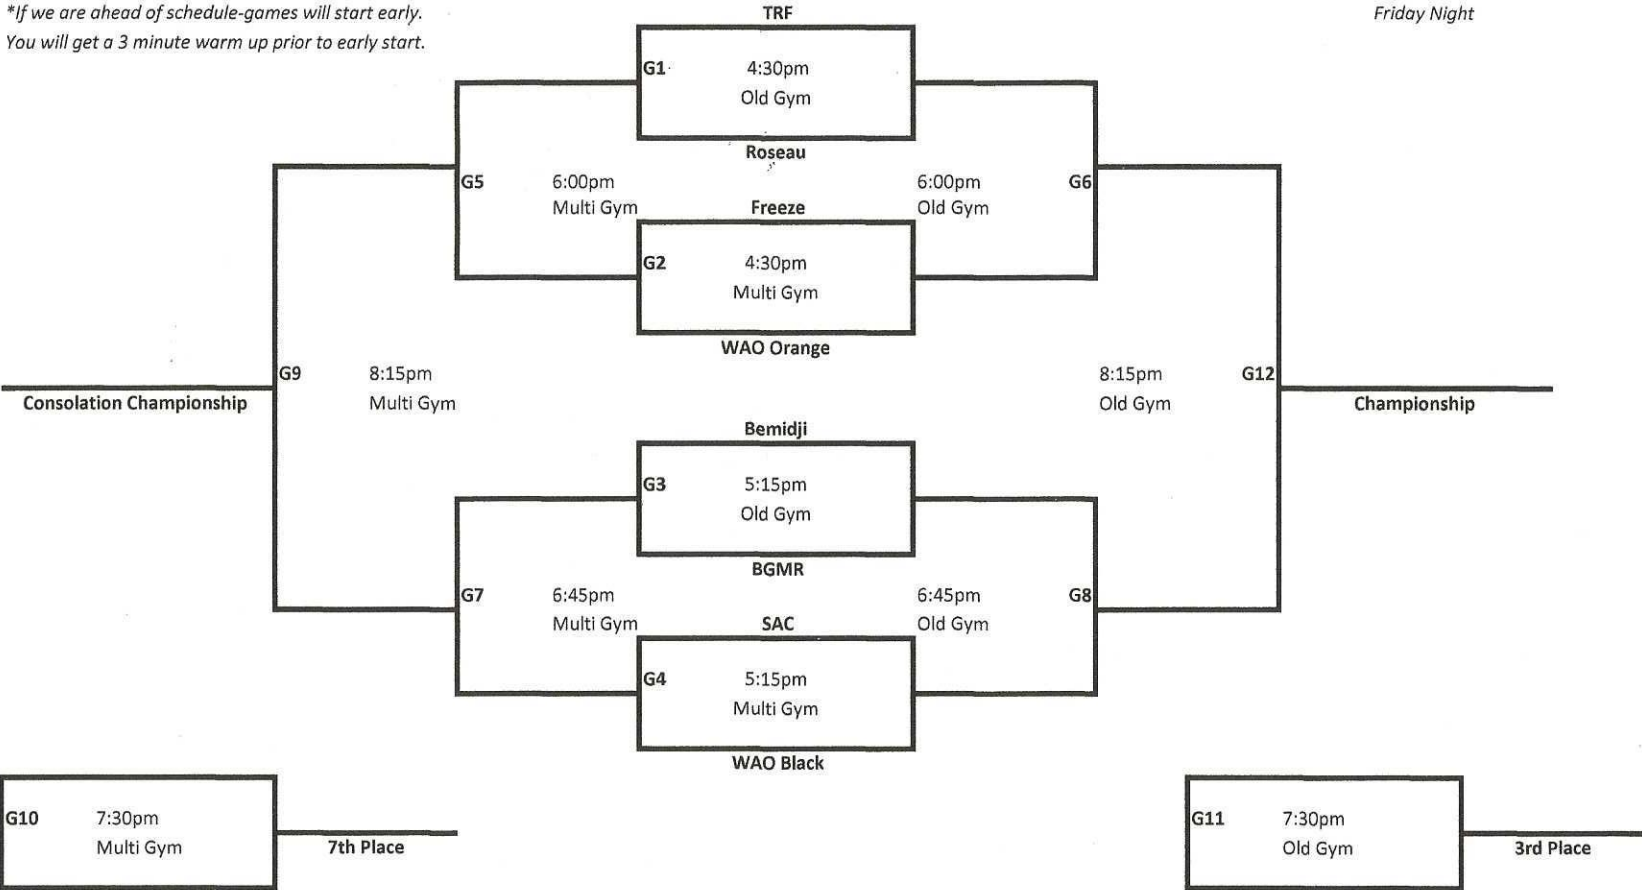 *If we are ahead of schedule-games will start early.
You will get a 3 minute warm up prior to early start.
Friday Night
TRF
G1 4:30pm
Old Gym
Roseau
G5 6:00pm
Multi Gym
6:00pm G6
Old Gym
Freeze
G2 4:30pm
Multi Gym
WAO Orange
G9 8:15pm
Multi Gym
Consolation Championship
8:15pm G12
Old Gym
Championship
Bemidji
G3 5:15pm
Old Gym
BGMR
G7 6:45pm
Multi Gym
6:45pm G8
Old Gym
SAC
G4 5:15pm
Multi Gym
WAO Black
G10 7:30pm
Multi Gym
7th Place
G11 7:30pm
Old Gym
3rd Place